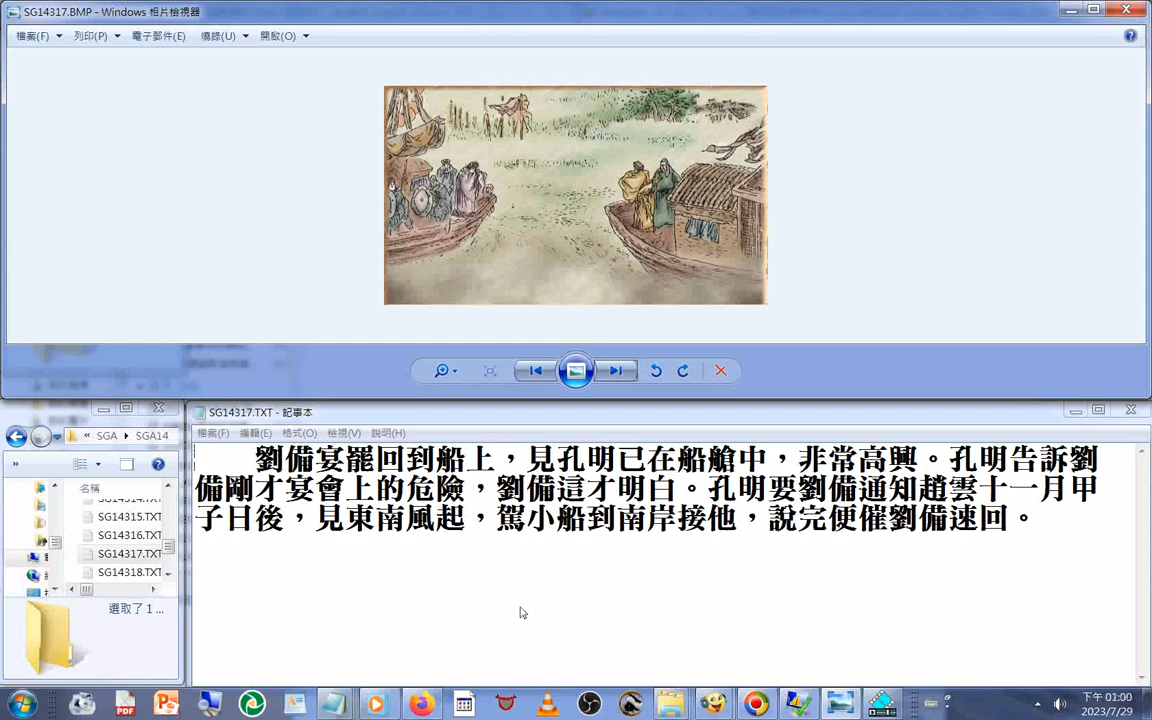 SG14317.BMP - Windows 相片檢視器
檔案(F) 列印(P) 電子郵件(E) 燒錄(U) 開啟(O)
SGA SGA14
名稱
SG14314.TXT
SG14315.TXT
SG14316.TXT
SG14317.TXT
SG14318.TXT
選取了 1 ...
SG14317.TXT - 記事本
檔案(F) 編輯(E) 格式(O) 檢視(V) 說明(H)
劉備宴罷回到船上，見孔明已在船艙中，非常高興。孔明告訴劉
備剛才宴會上的危險，劉備這才明白。孔明要劉備通知趙雲十一月甲
子日後，見東南風起，駕小船到南岸接他，說完便催劉備速回。
下午 01:00
2023/7/29